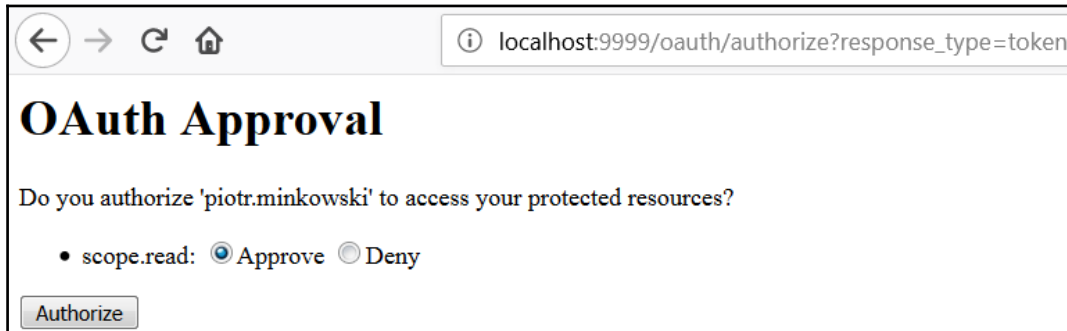 localhost:9999/oauth/authorize?response_type=token
OAuth Approval
Do you authorize 'piotr.minkowski' to access your protected resources?
• scope.read: Approve Deny
Authorize